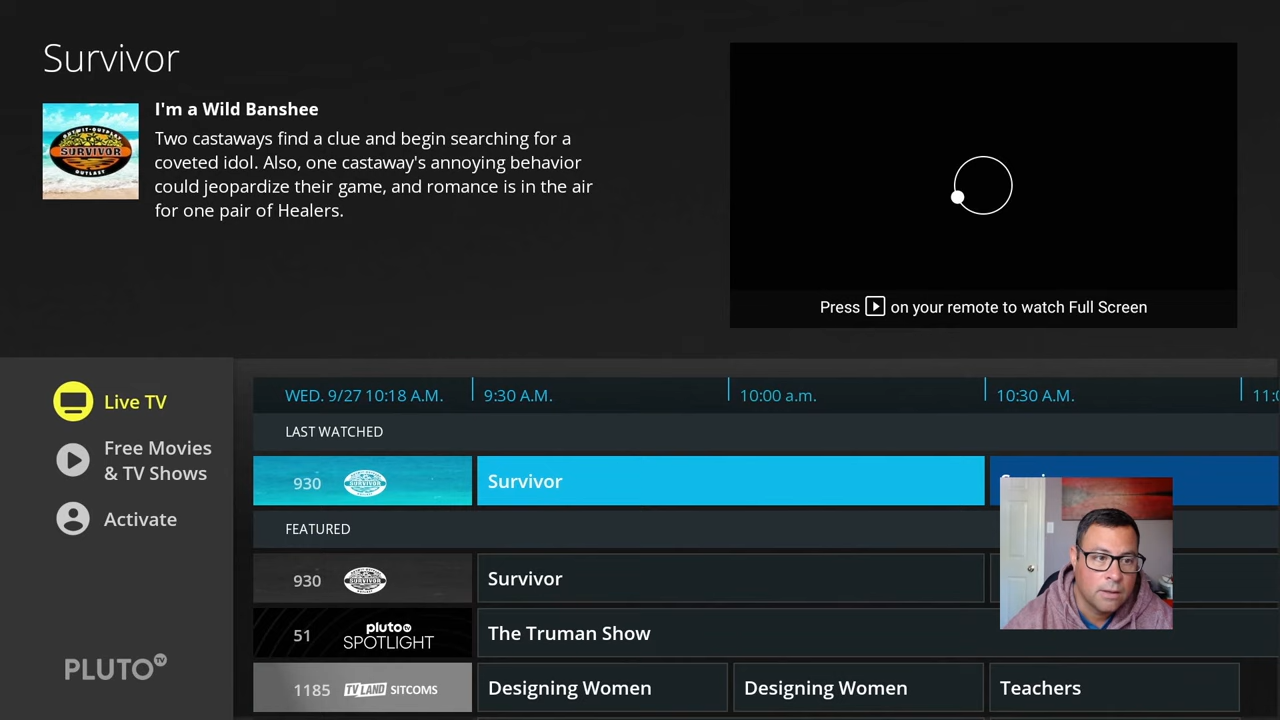 Survivor
I'm a Wild Banshee
Two castaways find a clue and begin searching for a
coveted idol. Also, one castaway's annoying behavior
could jeopardize their game, and romance is in the air
for one pair of Healers.
OUTWIT · OUTPLAY
SURVIVOR
OUTLAST
Press on your remote to watch Full Screen
Live TV
Free Movies
& TV Shows
Activate
PLUTO TV
WED. 9/27 10:18 A.M.
9:30 A.M.
10:00 a.m.
10:30 A.M.
LAST WATCHED
930
Survivor
FEATURED
930
Survivor
51
pluto tv
SPOTLIGHT
The Truman Show
1185
TV LAND SITCOMS
Designing Women
Designing Women
Teachers